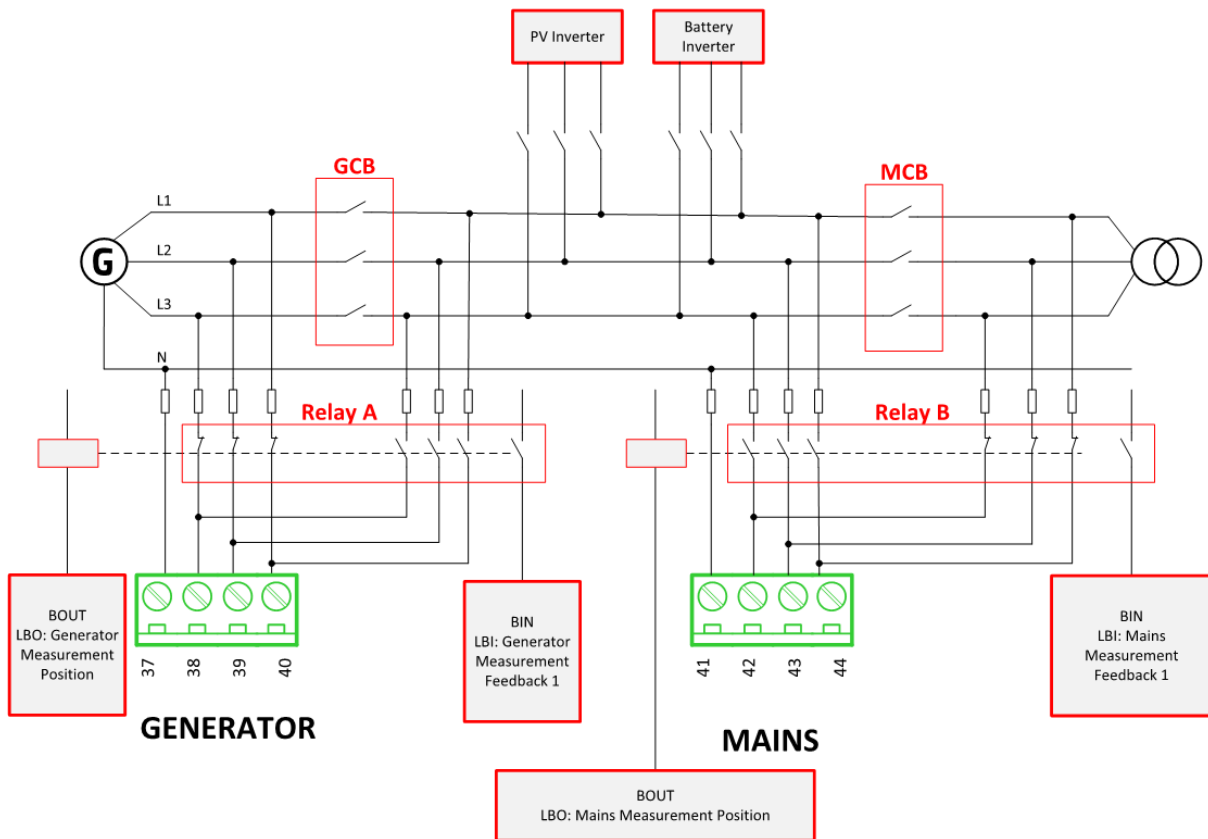 PV Inverter
Battery
Inverter
GCB
MCB
L1
L2
L3
G
N
Relay A
Relay B
BOUT
LBO: Generator
Measurement
Position
37
38
39
40
BIN
LBI: Generator
Measurement
Feedback 1
41
42
43
44
BIN
LBI: Mains
Measurement
Feedback 1
GENERATOR
MAINS
BOUT
LBO: Mains Measurement Position